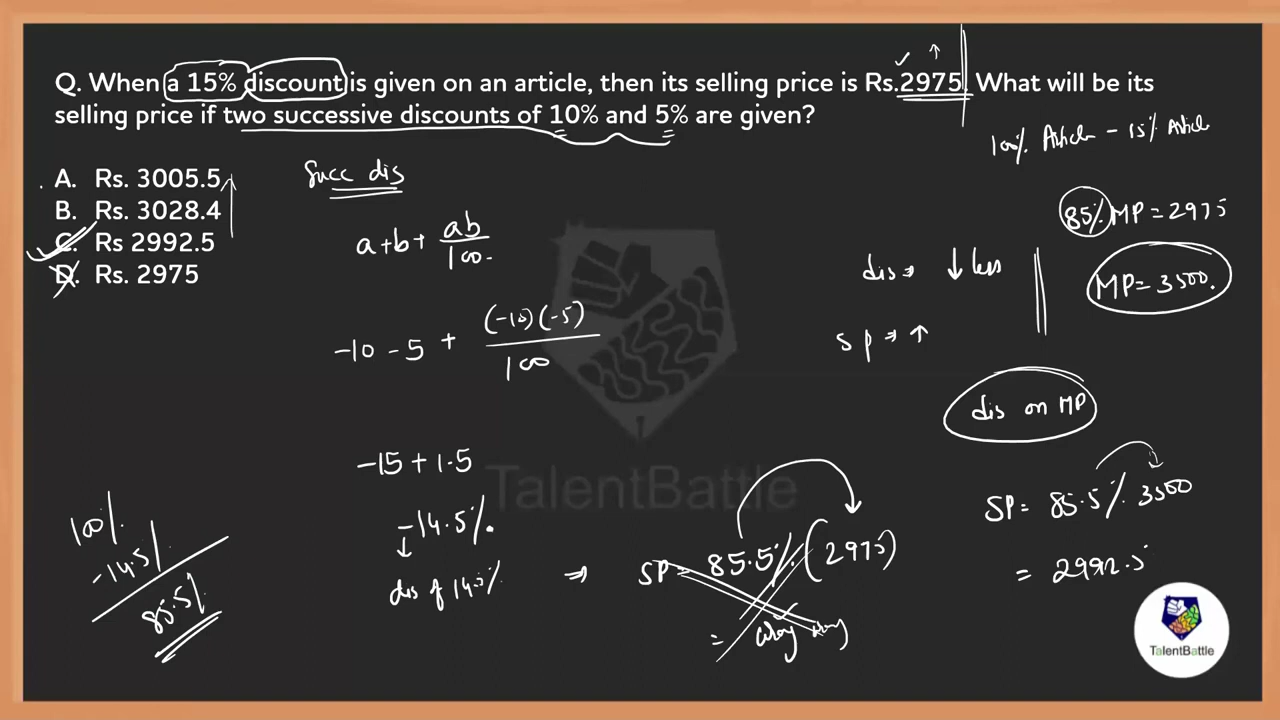 Q. When a 15% discount is given on an article, then its selling price is Rs.2975. What will be its
selling price if two successive discounts of 10% and 5% are given?
100% Article - 15% Article
A. Rs. 3005.5
B. Rs. 3028.4
C. Rs 2992.5
D. Rs. 2975
Succ dis
a+b+ ab/100
-10 - 5 + (-10)(-5)/100
-15 + 1.5
-14.5%
dis of 14.5%
100%
-14.5%
85.5%
⇒ SP = 85.5% (2975)
=
85% MP = 2975
MP = 3500.
dis ⇒ ↓ less
SP ⇒ ↑
dis on MP
SP = 85.5% 3500
= 2992.5
TalentBattle
TalentBattle